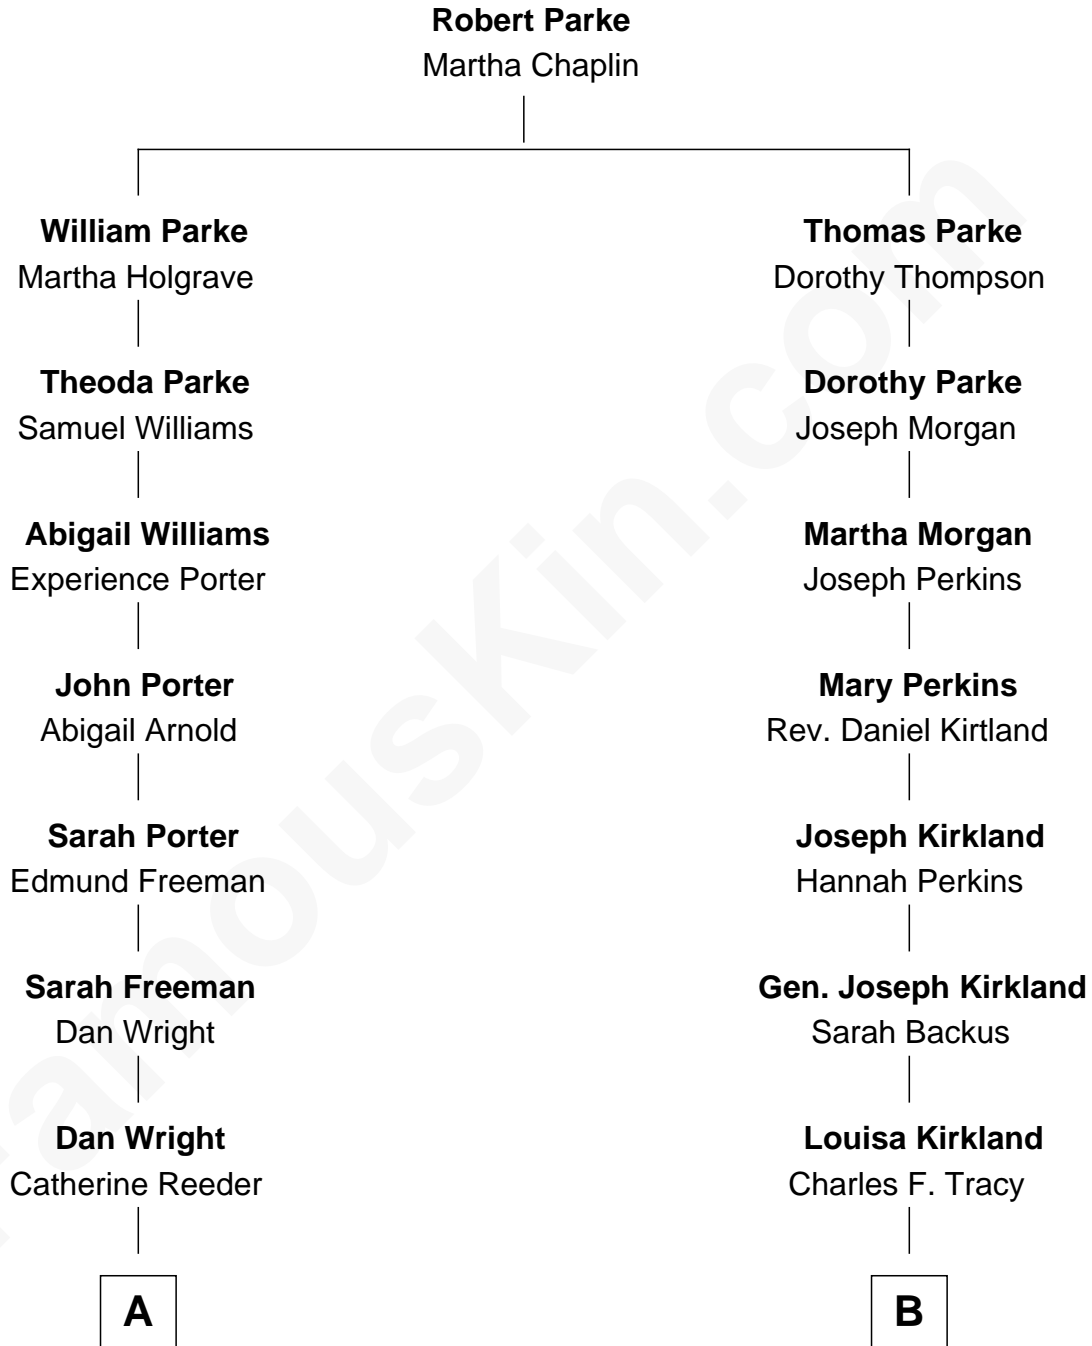 Robert Parke
Martha Chaplin
William Parke
Martha Holgrave
Thomas Parke
Dorothy Thompson
Theoda Parke
Samuel Williams
Dorothy Parke
Joseph Morgan
Abigail Williams
Experience Porter
Martha Morgan
Joseph Perkins
John Porter
Abigail Arnold
Mary Perkins
Rev. Daniel Kirtland
Sarah Porter
Edmund Freeman
Joseph Kirkland
Hannah Perkins
Sarah Freeman
Dan Wright
Gen. Joseph Kirkland
Sarah Backus
Dan Wright
Catherine Reeder
Louisa Kirkland
Charles F. Tracy
A
B
FamousKin.com